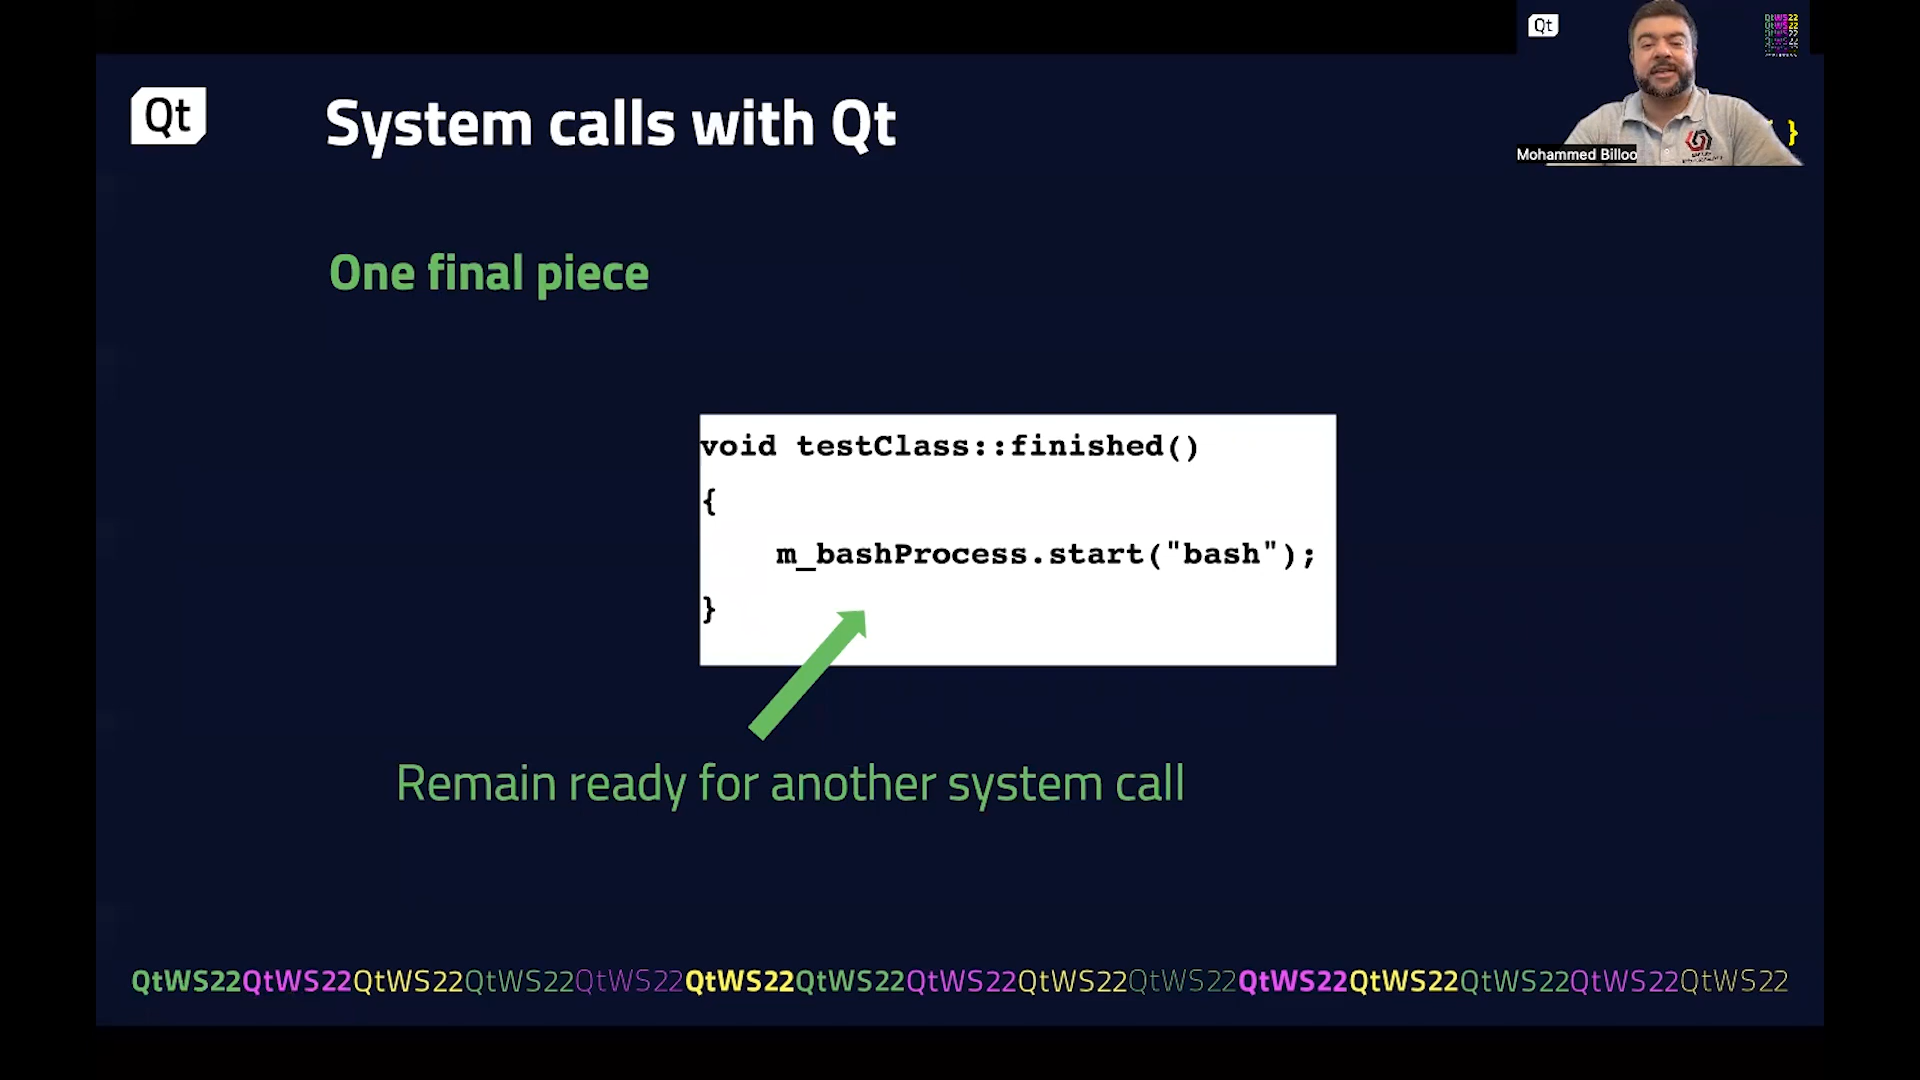 Qt
System calls with Qt
Qt
Mohammed Billoo
}
One final piece
void testClass::finished()
{
m_bashProcess.start("bash");
}
Remain ready for another system call
QtWS22QtWS22QtWS22QtWS22QtWS22QtWS22QtWS22QtWS22QtWS22QtWS22QtWS22QtWS22QtWS22QtWS22QtWS22